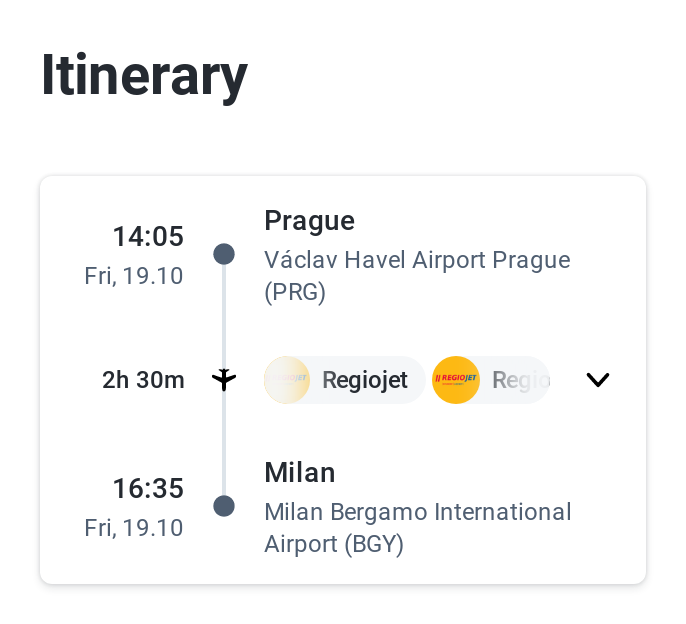 Itinerary
14:05
Fri, 19.10
Prague
Václav Havel Airport Prague
(PRG)
2h 30m
Regiojet
REGIOJET
Regio
16:35
Fri, 19.10
Milan
Milan Bergamo International
Airport (BGY)